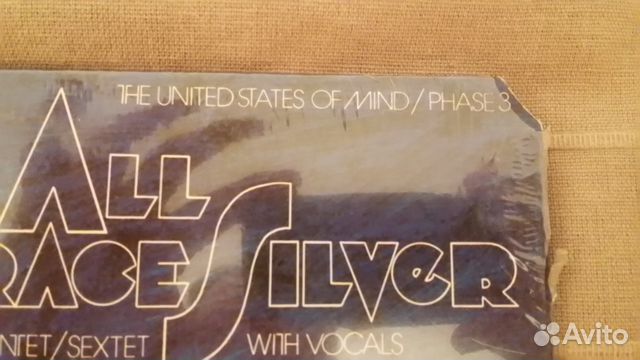 THE UNITED STATES OF MIND/PHASE 3
ALL
RACE SILVER
NTET/SEXTET WITH VOCALS
Avito